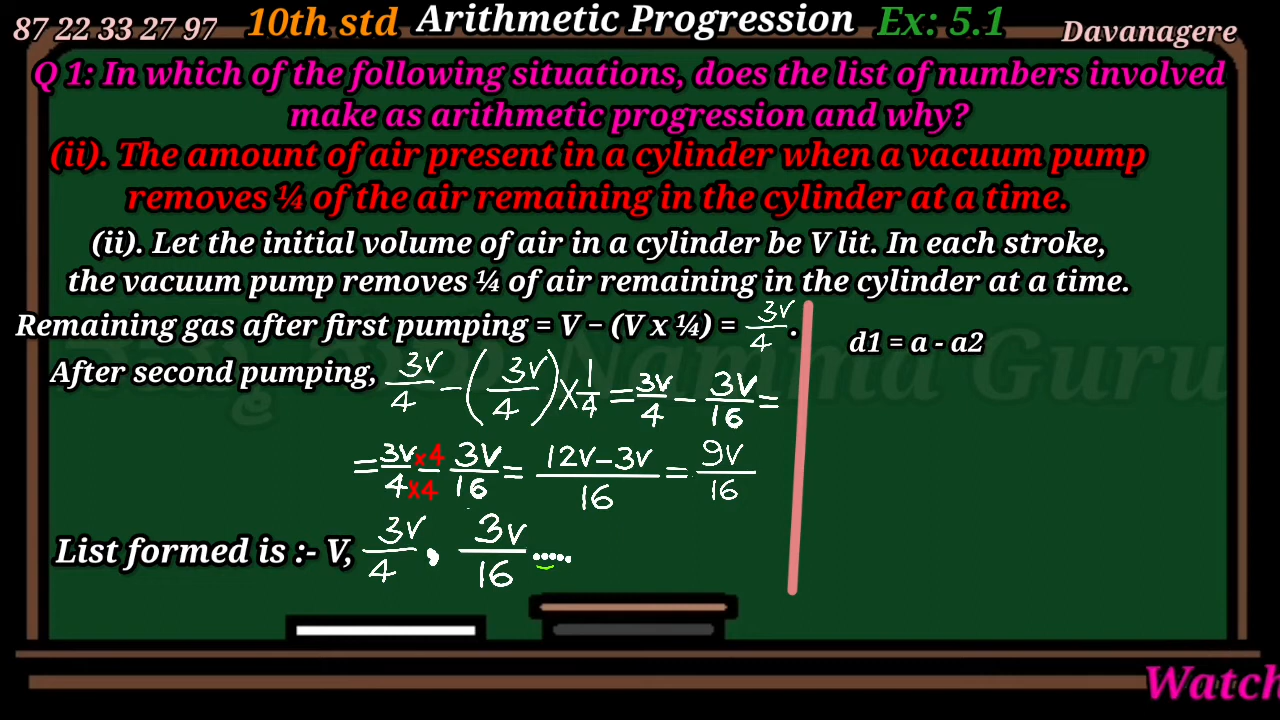 87 22 33 27 97 10th std Arithmetic Progression Ex: 5.1 Davanagere
Q 1: In which of the following situations, does the list of numbers involved
make as arithmetic progression and why?
(ii). The amount of air present in a cylinder when a vacuum pump
removes ¼ of the air remaining in the cylinder at a time.
(ii). Let the initial volume of air in a cylinder be V lit. In each stroke,
the vacuum pump removes ¼ of air remaining in the cylinder at a time.
Remaining gas after first pumping = V – (V x ¼) = 3V/4.
d1 = a - a2
After second pumping, 3V/4 – (3V/4) X 1/4 = 3V/4 – 3V/16 =
= 3V/4 x4/x4 – 3V/16 = 12V–3V/16 = 9V/16
List formed is :- V, 3V/4, 3V/16 .....
Namma Guru
Watch